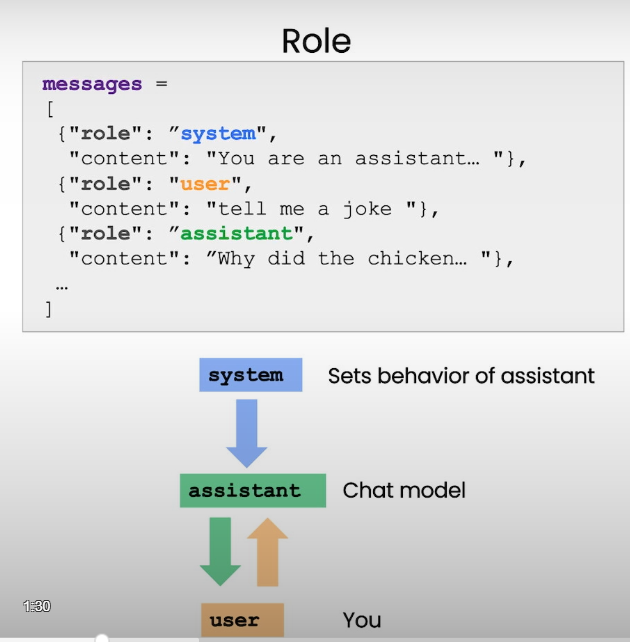 Role
messages =
[
{"role": ”system",
"content": "You are an assistant… "},
{"role": "user",
"content": "tell me a joke "},
{"role": ”assistant",
"content": ”Why did the chicken… "},
…
]
system Sets behavior of assistant
assistant Chat model
1:30
user You